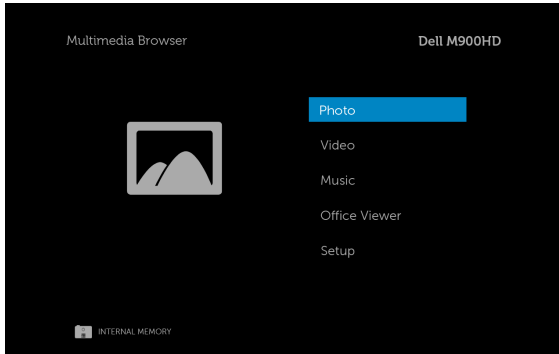 Multimedia Browser
Dell M900HD
Photo
Video
Music
Office Viewer
Setup
INTERNAL MEMORY